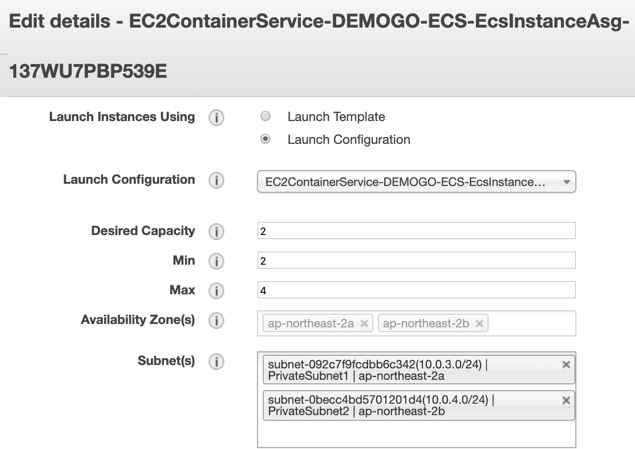 Edit details - EC2ContainerService-DEMOGO-ECS-EcsInstanceAsg-
137WU7PBP539E
Launch Instances Using
Launch Template
Launch Configuration
Launch Configuration
EC2ContainerService-DEMOGO-ECS-EcsInstance...
Desired Capacity
2
Min
2
Max
4
Availability Zone(s)
ap-northeast-2a × ap-northeast-2b ×
Subnet(s)
subnet-092c7f9fcdbb6c342(10.0.3.0/24) |
PrivateSubnet1 | ap-northeast-2a
subnet-0becc4bd5701201d4(10.0.4.0/24) |
PrivateSubnet2 | ap-northeast-2b